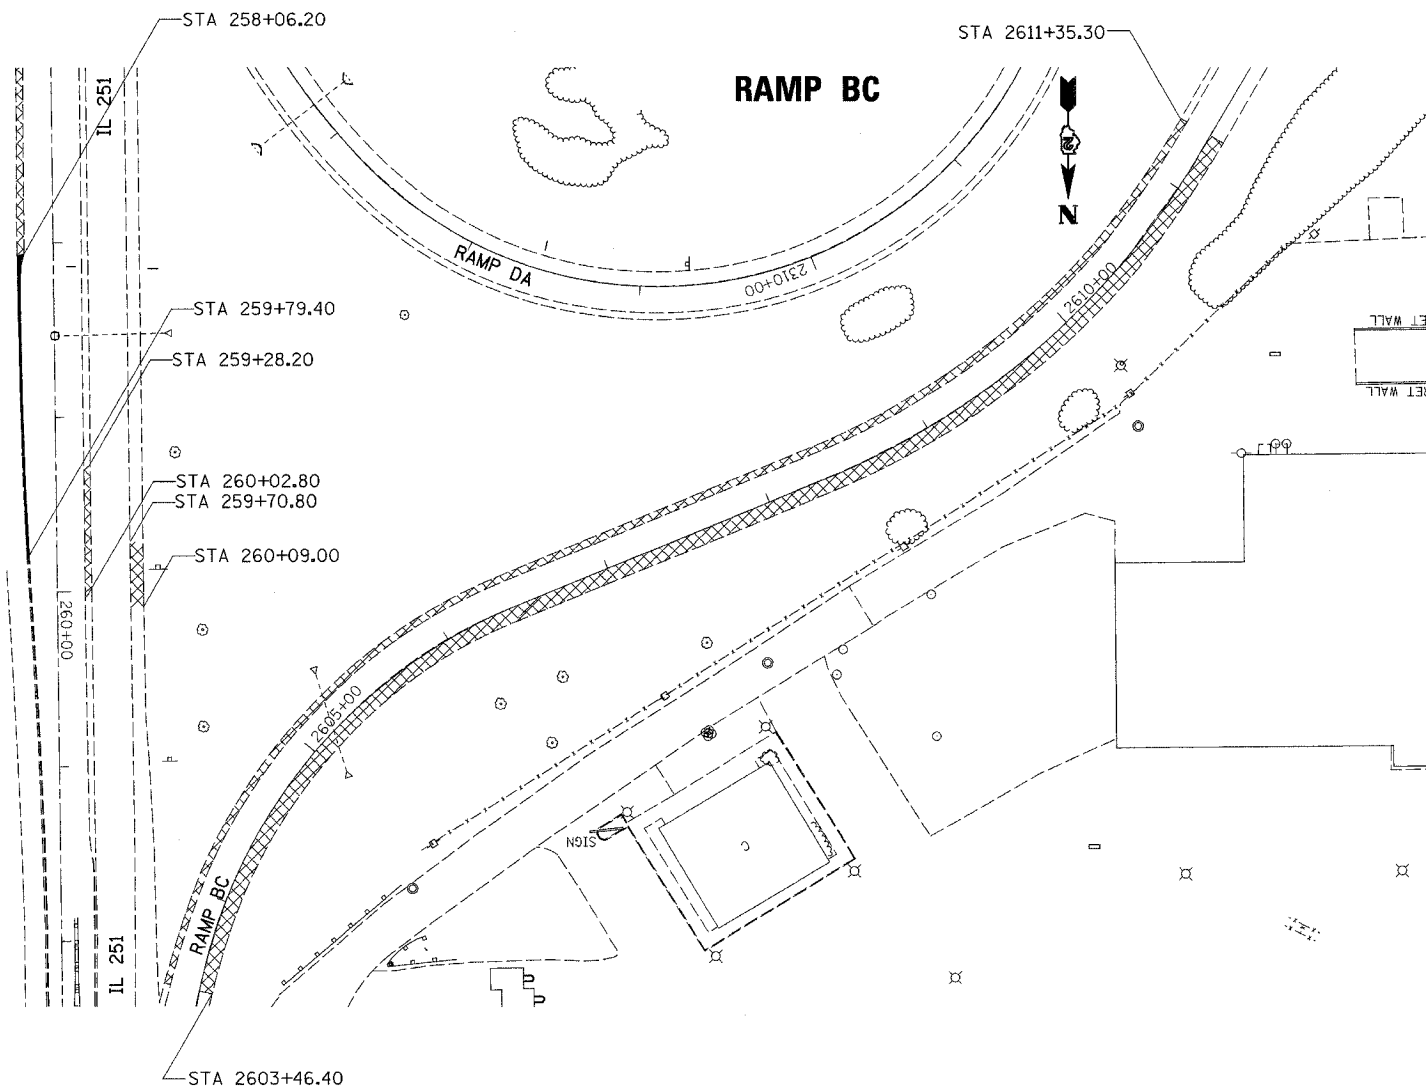 STA 258+06.20
STA 2611+35.30
IL 251
RAMP BC
N
RAMP DA
2310+00
2610+00
STA 259+79.40
STA 259+28.20
RET WALL
STA 260+02.80
STA 259+70.80
STA 260+09.00
260+00
2605+00
SIGN
C
RAMP BC
IL 251
STA 2603+46.40